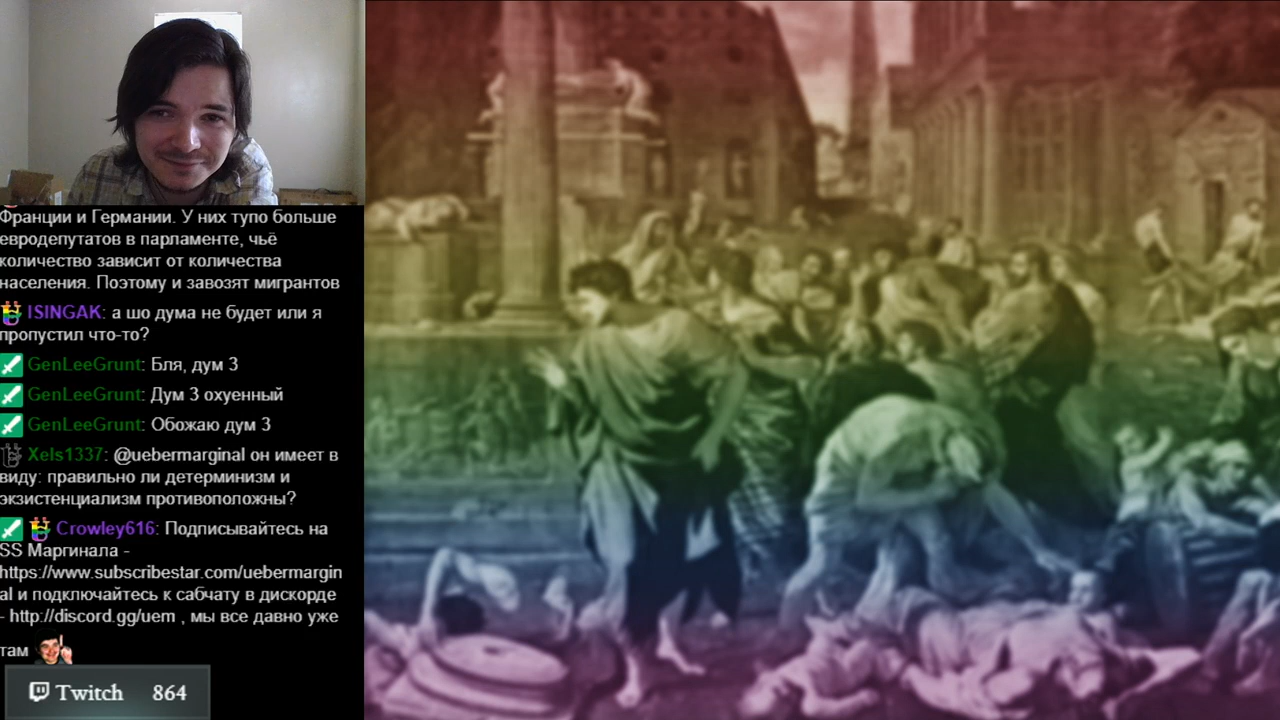 Франции и Германии. У них тупо больше
евродепутатов в парламенте, чьё
количество зависит от количества
населения. Поэтому и завозят мигрантов
ISINGAK: а шо дума не будет или я
пропустил что-то?
GenLeeGrunt: Бля, дум 3
GenLeeGrunt: Дум 3 охуенный
GenLeeGrunt: Обожаю дум 3
Xels1337: @uebermarginal он имеет в
виду: правильно ли детерминизм и
экзистенциализм противоположны?
Crowley616: Подписывайтесь на
SS Маргинала -
https://www.subscribestar.com/uebermargin
al и подключайтесь к сабчату в дискорде
- http://discord.gg/uem , мы все давно уже
там
Twitch 864